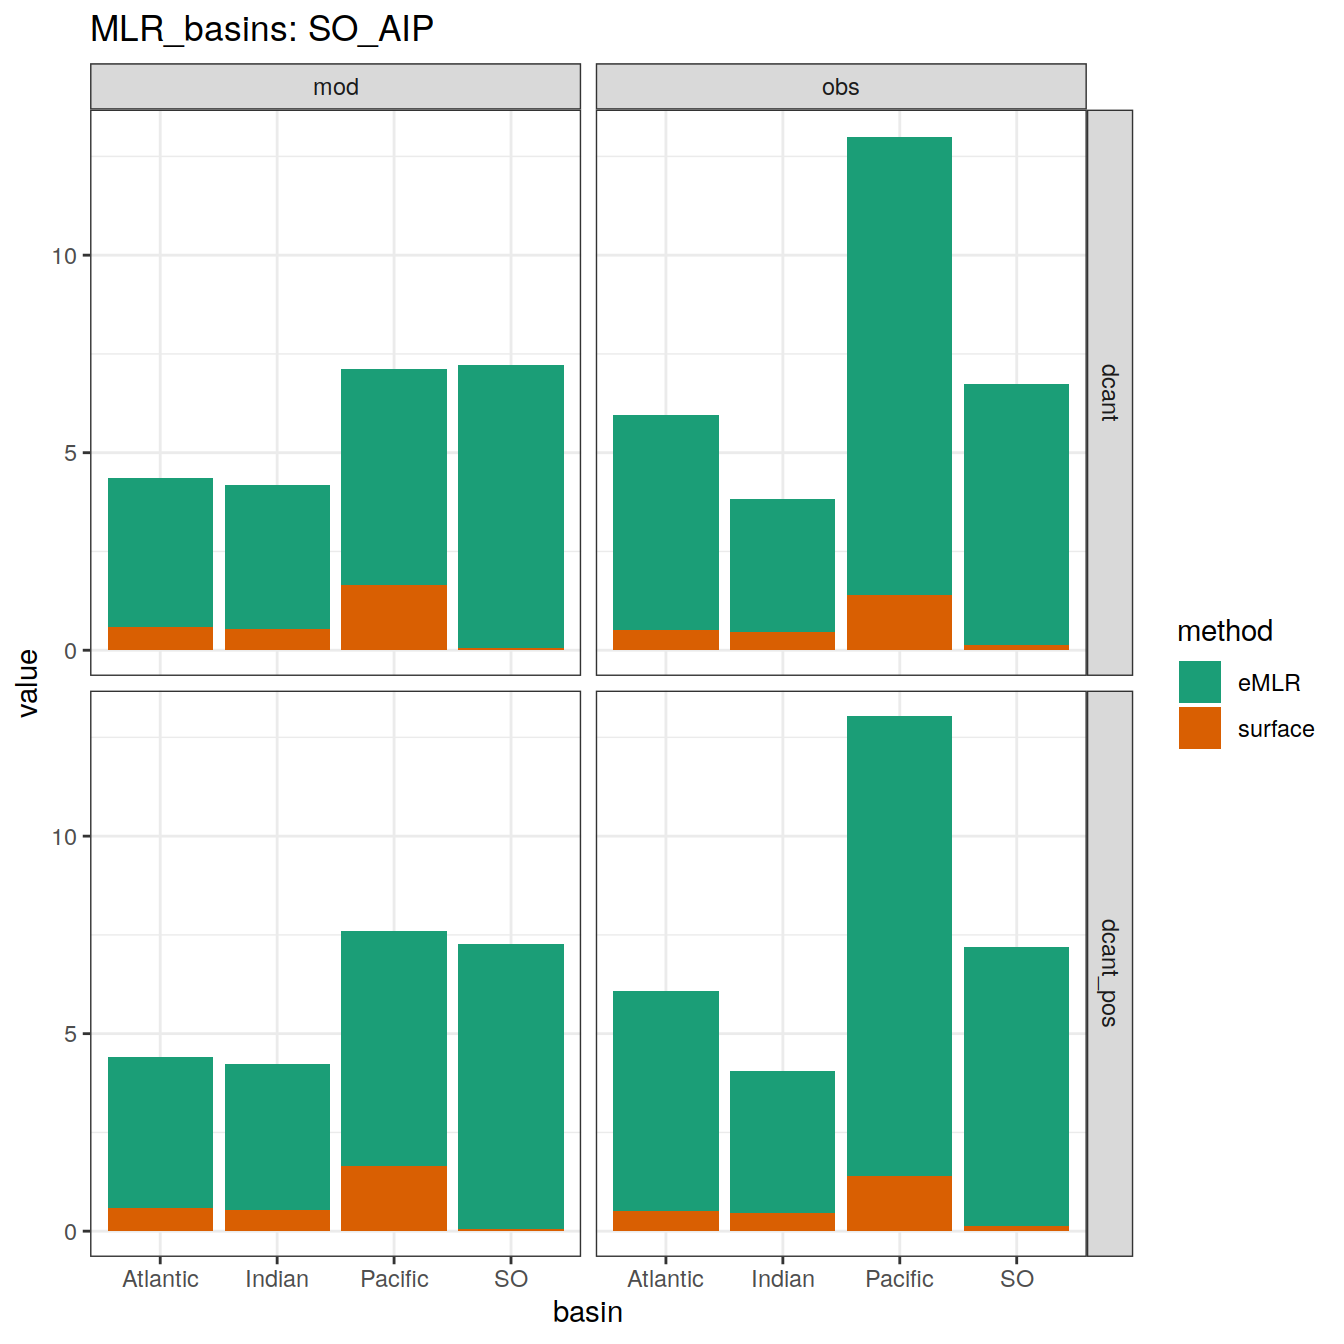 MLR_basins: SO_AIP
mod
obs
10
5
0
dcant
10
5
0
dcant_pos
value
Atlantic Indian Pacific SO
Atlantic Indian Pacific SO
basin
method
eMLR
surface